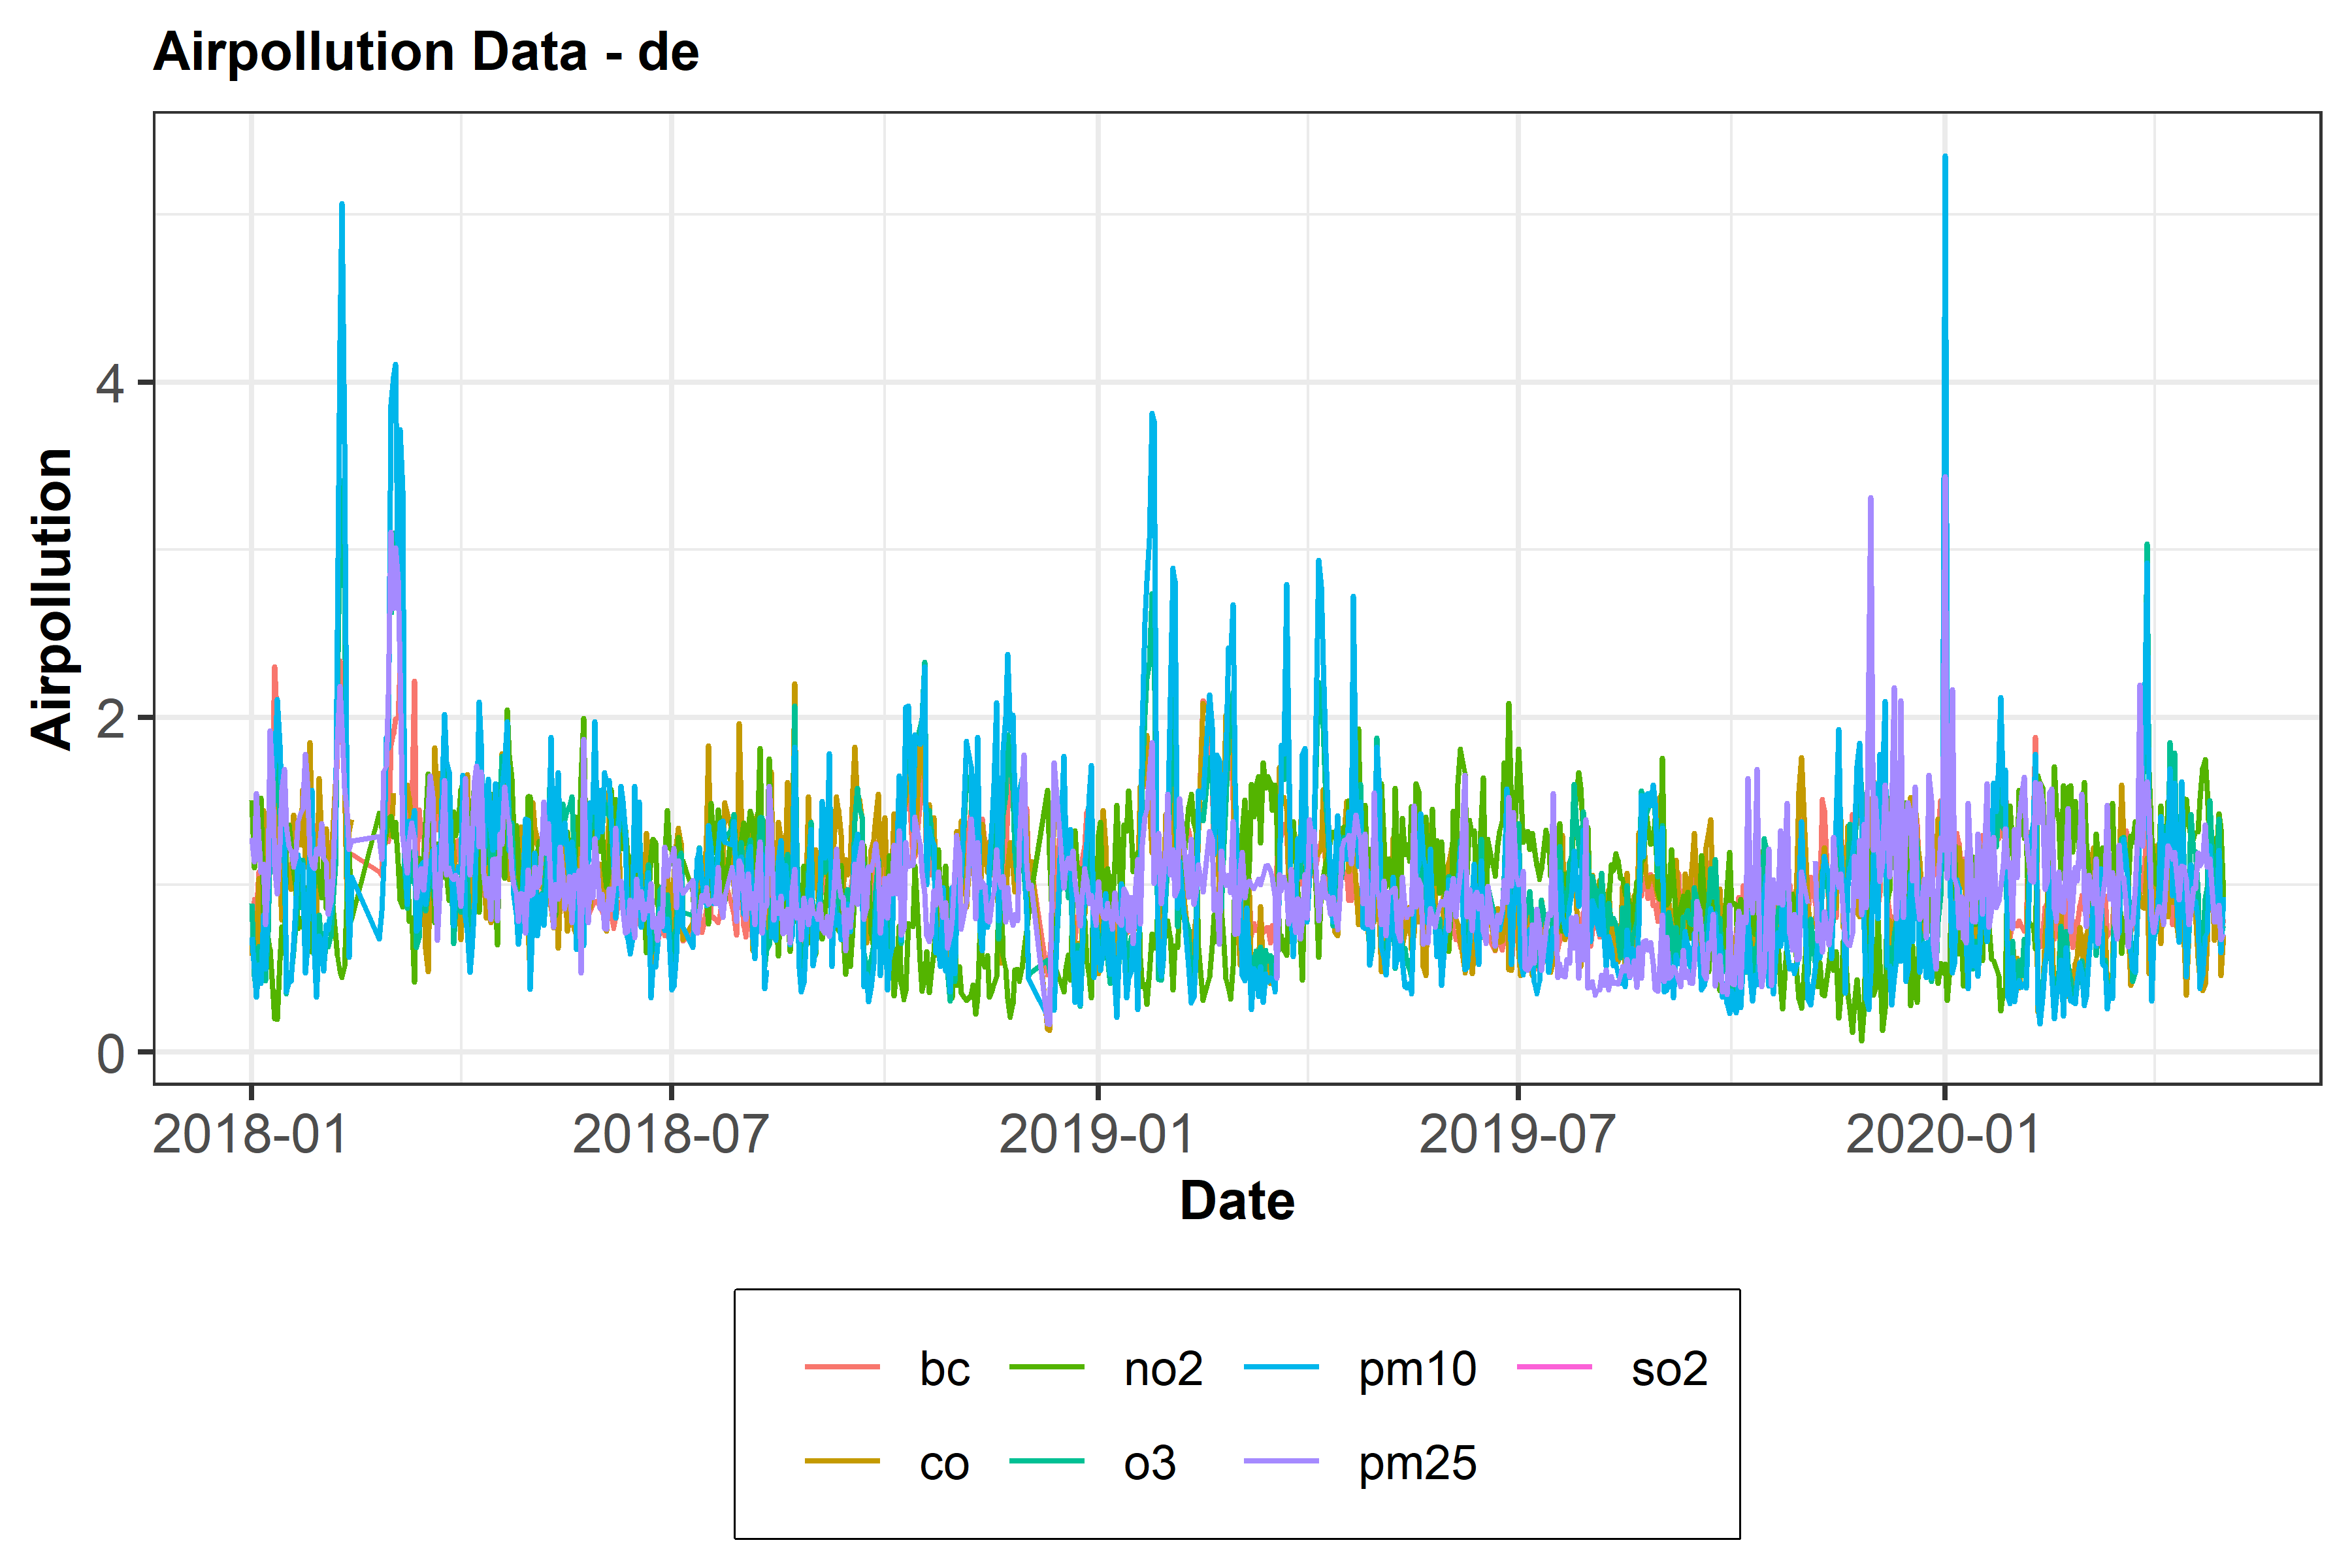 Airpollution Data - de
Airpollution
4
2
0
2018-01 2018-07 2019-01 2019-07 2020-01
Date
bc no2 pm10 so2
co o3 pm25